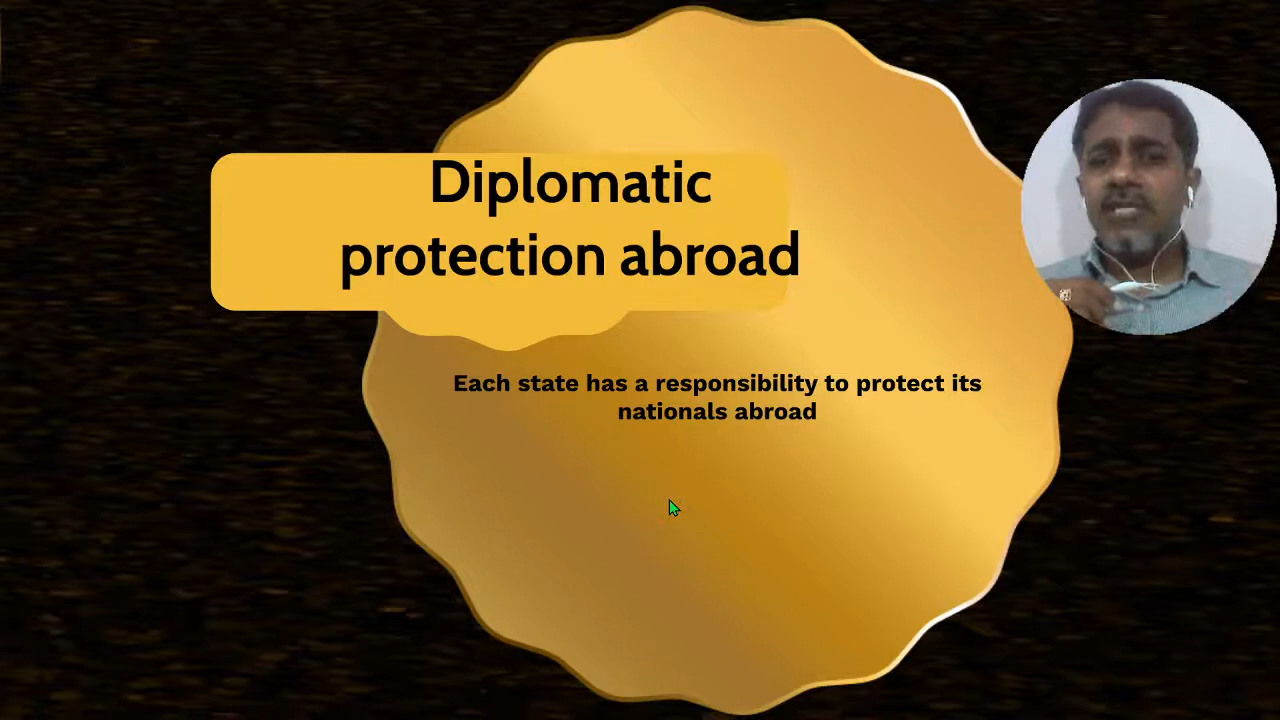 Diplomatic
protection abroad
Each state has a responsibility to protect its
nationals abroad